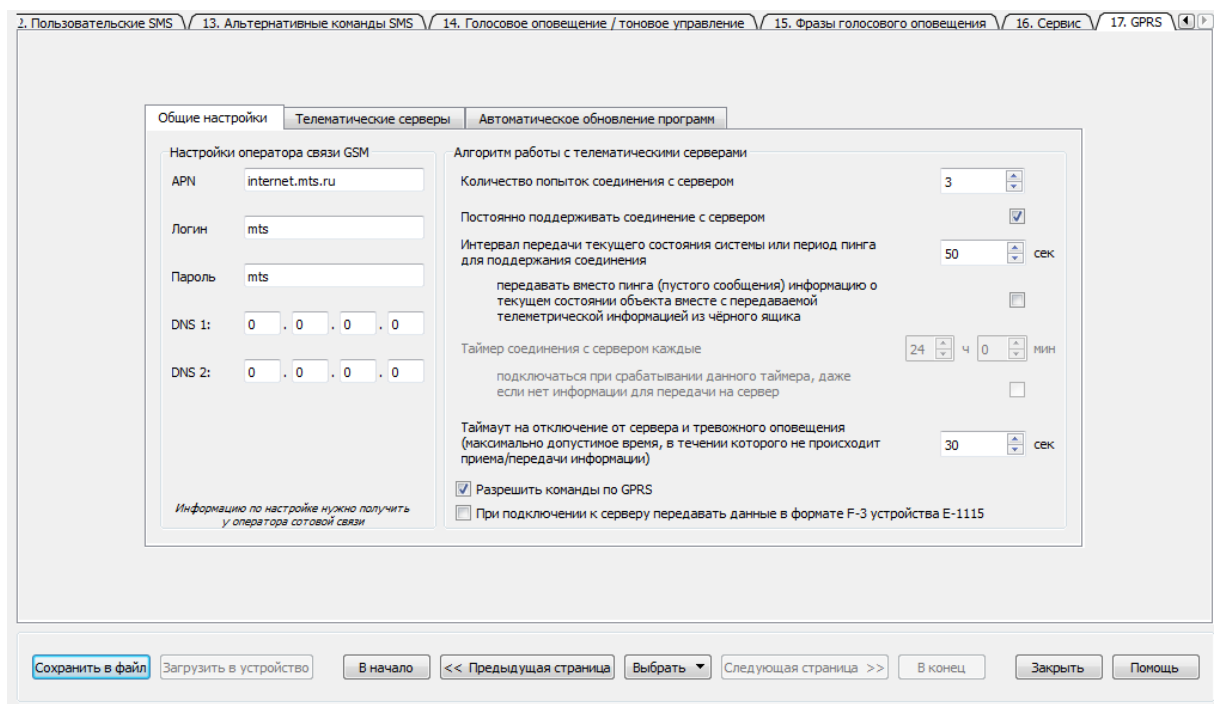 2. Пользовательские SMS 13. Альтернативные команды SMS 14. Голосовое оповещение / тоновое управление 15. Фразы голосового оповещения 16. Сервис 17. GPRS
Общие настройки Телематические серверы Автоматическое обновление программ
Настройки оператора связи GSM
APN internet.mts.ru
Логин mts
Пароль mts
DNS 1: 0 . 0 . 0 . 0
DNS 2: 0 . 0 . 0 . 0
Информацию по настройке нужно получить
у оператора сотовой связи
Алгоритм работы с телематическими серверами
Количество попыток соединения с сервером 3
Постоянно поддерживать соединение с сервером
Интервал передачи текущего состояния системы или период пинга
для поддержания соединения 50 сек
передавать вместо пинга (пустого сообщения) информацию о
текущем состоянии объекта вместе с передаваемой
телеметрической информацией из чёрного ящика
Таймер соединения с сервером каждые 24 ч 0 мин
подключаться при срабатывании данного таймера, даже
если нет информации для передачи на сервер
Таймаут на отключение от сервера и тревожного оповещения
(максимально допустимое время, в течении которого не происходит
приема/передачи информации) 30 сек
Разрешить команды по GPRS
При подключении к серверу передавать данные в формате F-3 устройства E-1115
Сохранить в файл Загрузить в устройство В начало << Предыдущая страница Выбрать Следующая страница >> В конец Закрыть Помощь